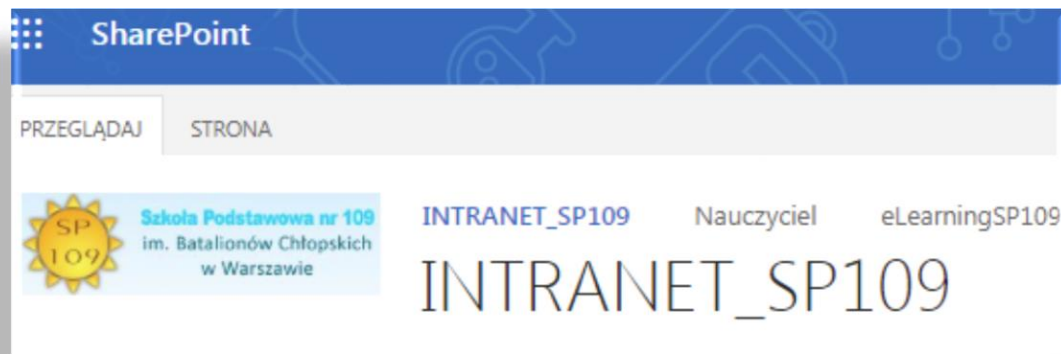 SharePoint
PRZEGLĄDAJ STRONA
SP
109
Szkoła Podstawowa nr 109
im. Batalionów Chłopskich
w Warszawie
INTRANET_SP109 Nauczyciel eLearningSP109
INTRANET_SP109